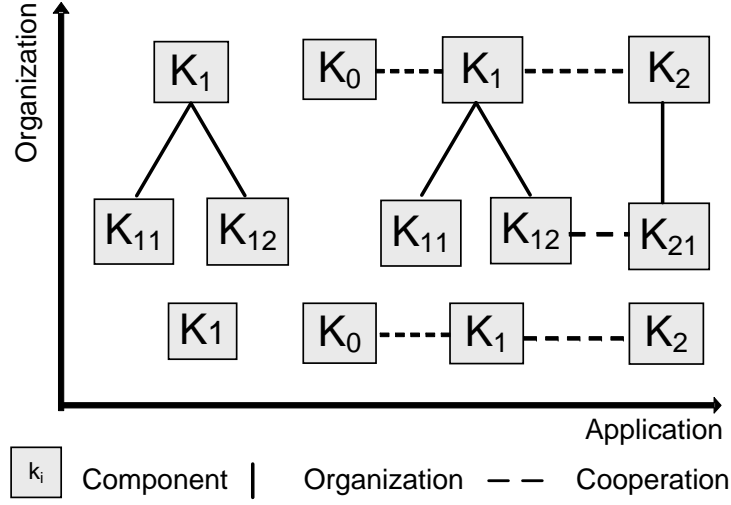 Organization
K1 K0 K1 K2
K11 K12 K11 K12 K21
K1 K0 K1 K2
Application
ki Component Organization Cooperation